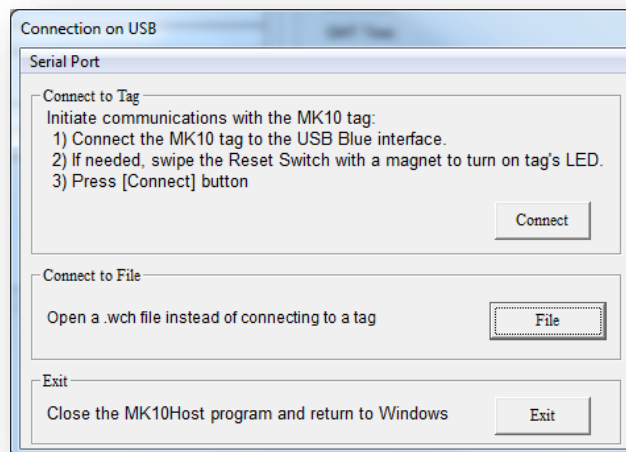 Connection on USB
Serial Port
Connect to Tag
Initiate communications with the MK10 tag:
1) Connect the MK10 tag to the USB Blue interface.
2) If needed, swipe the Reset Switch with a magnet to turn on tag's LED.
3) Press [Connect] button
Connect
Connect to File
Open a .wch file instead of connecting to a tag
File
Exit
Close the MK10Host program and return to Windows
Exit